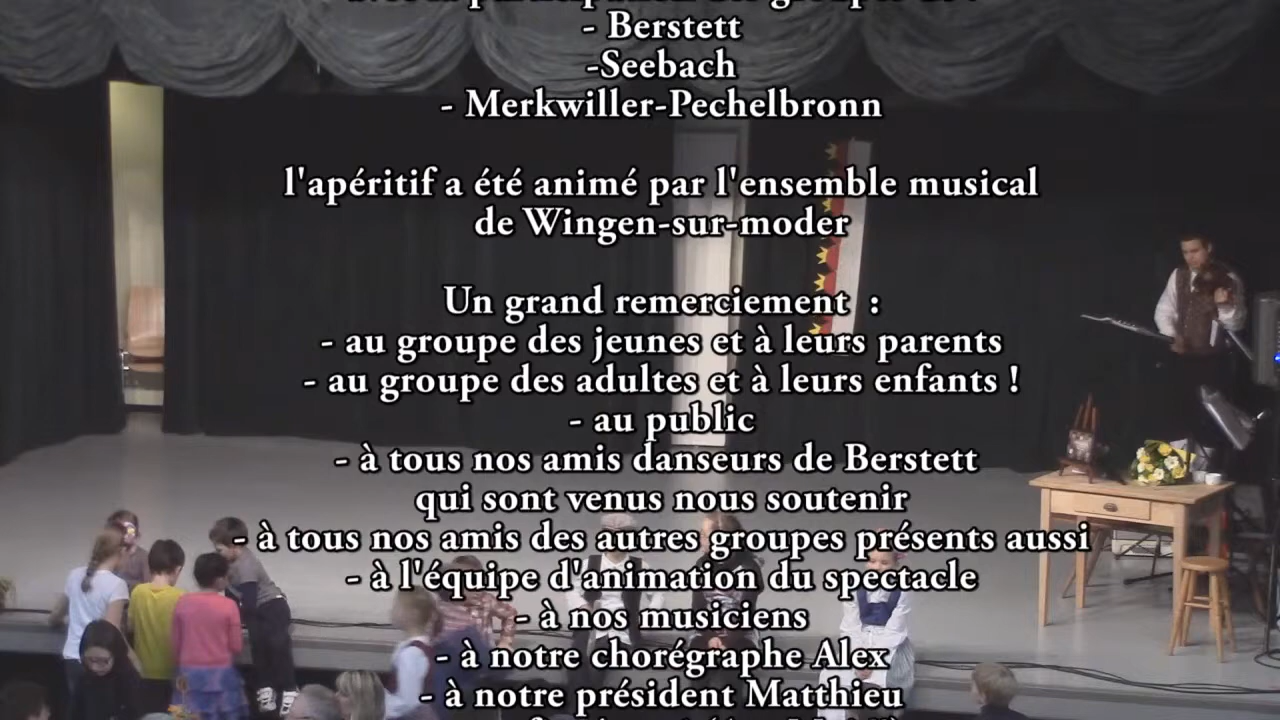 - Berstett
-Seebach
- Merkwiller-Pechelbronn
l'apéritif a été animé par l'ensemble musical
de Wingen-sur-moder
Un grand remerciement :
- au groupe des jeunes et à leurs parents
- au groupe des adultes et à leurs enfants !
- au public
- à tous nos amis danseurs de Berstett
qui sont venus nous soutenir
- à tous nos amis des autres groupes présents aussi
- à l'équipe d'animation du spectacle
- à nos musiciens
- à notre chorégraphe Alex
- à notre président Matthieu